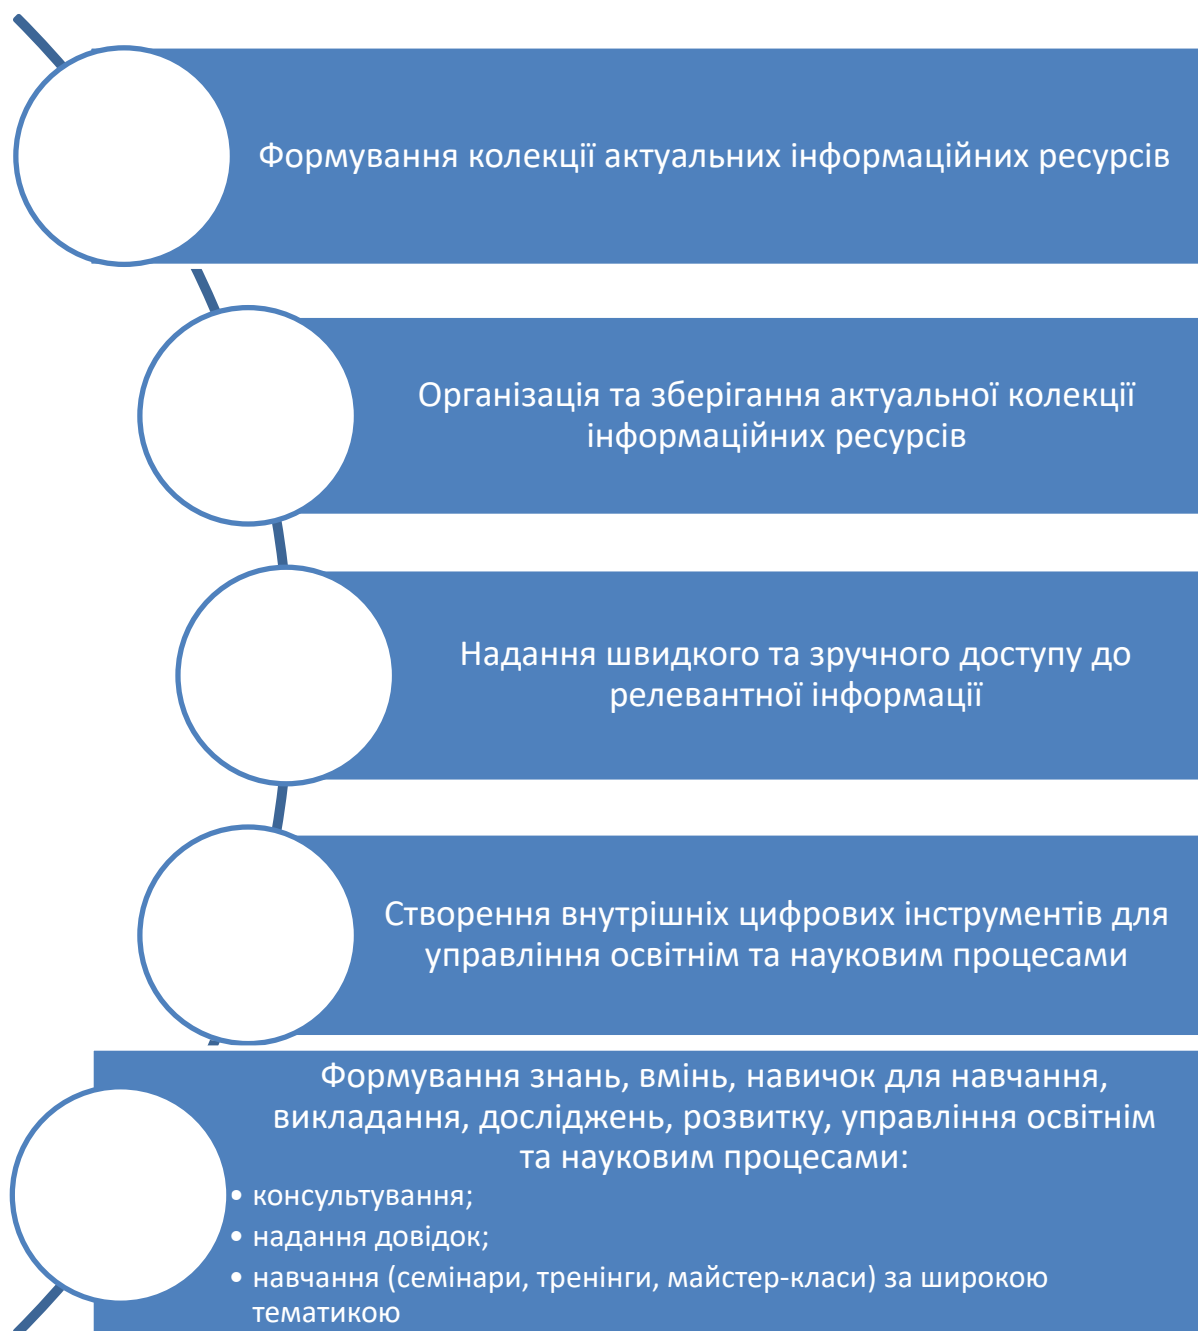 Формування колекції актуальних інформаційних ресурсів
Організація та зберігання актуальної колекції
інформаційних ресурсів
Надання швидкого та зручного доступу до
релевантної інформації
Створення внутрішніх цифрових інструментів для
управління освітнім та науковим процесами
Формування знань, вмінь, навичок для навчання,
викладання, досліджень, розвитку, управління освітнім
та науковим процесами:
• консультування;
• надання довідок;
• навчання (семінари, тренінги, майстер-класи) за широкою
тематикою